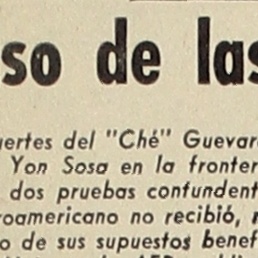 so de las
uertes del "Ché" Guevar
Yon Sosa en la fronter
dos pruebas confundent
roamericano no recibió,
o de sus supuestos benef